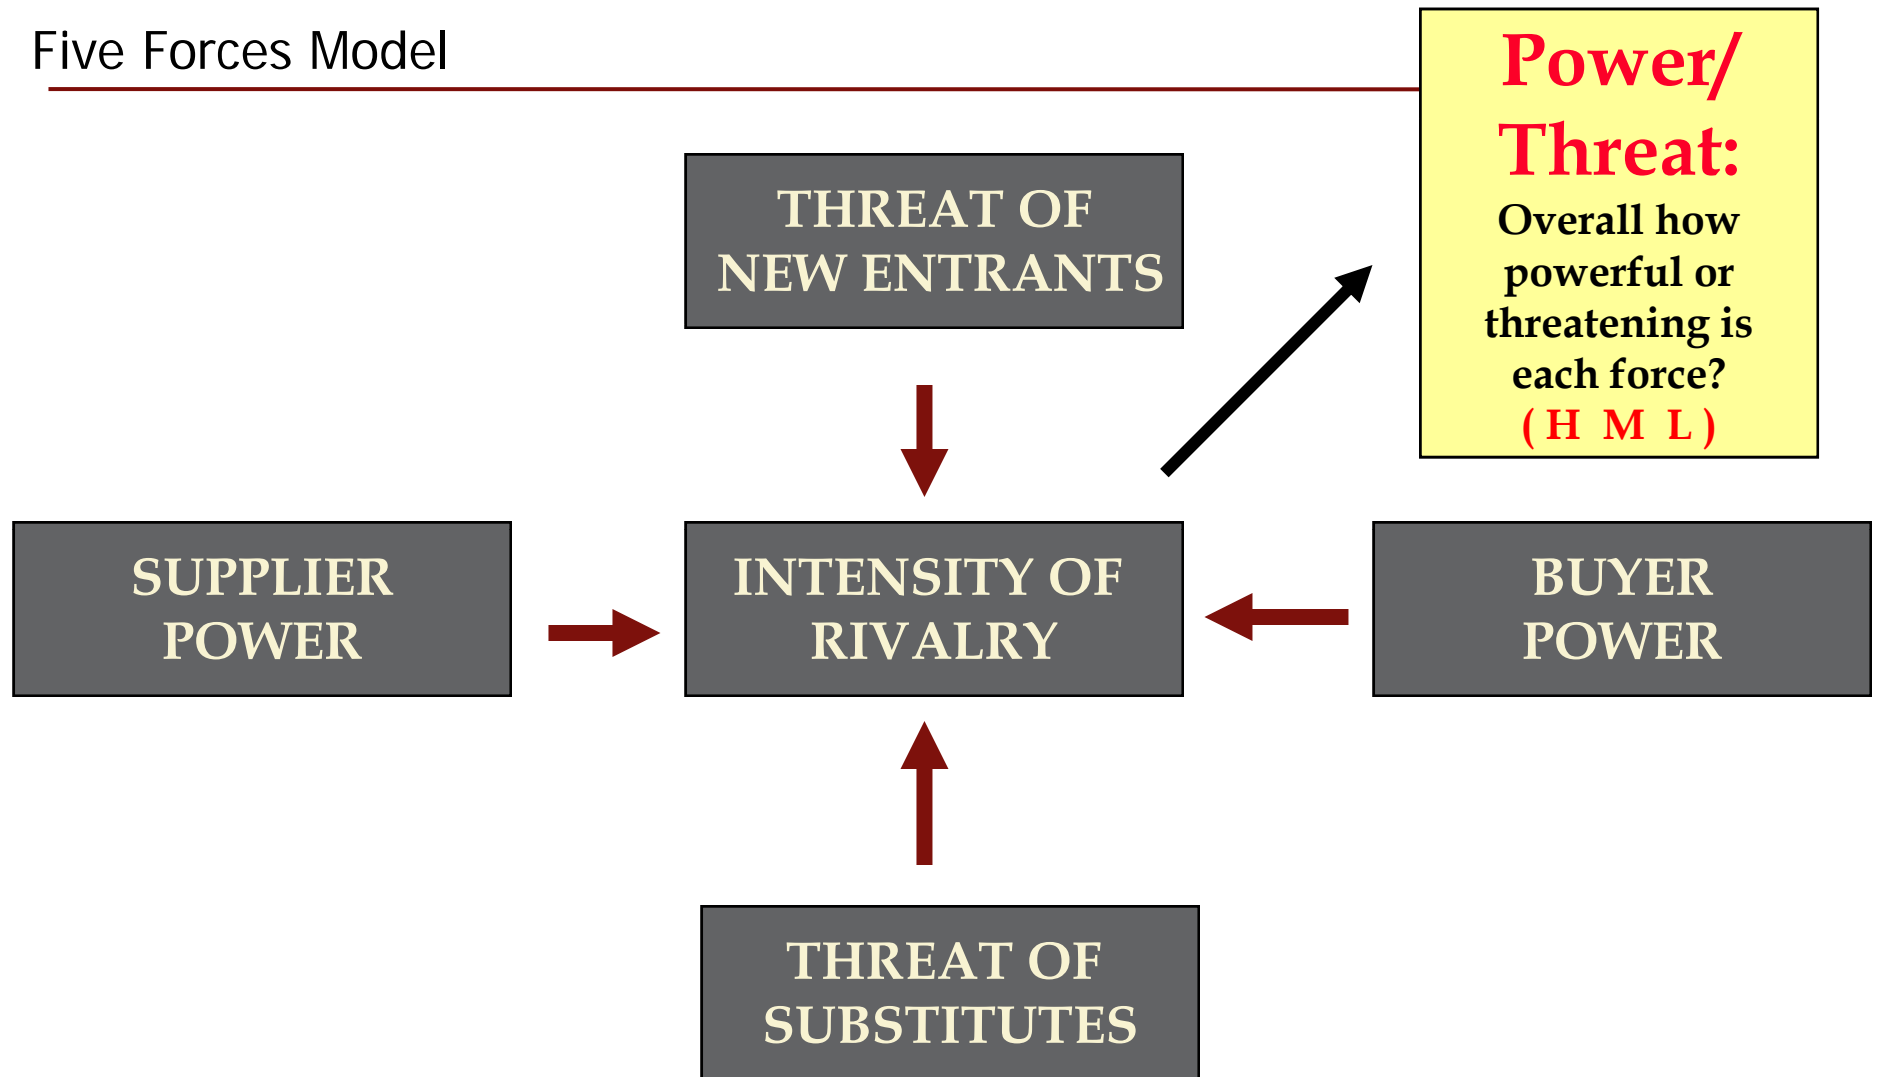 Five Forces Model
Power/
Threat:
Overall how
powerful or
threatening is
each force?
( H M L )
THREAT OF
NEW ENTRANTS
SUPPLIER
POWER
INTENSITY OF
RIVALRY
BUYER
POWER
THREAT OF
SUBSTITUTES